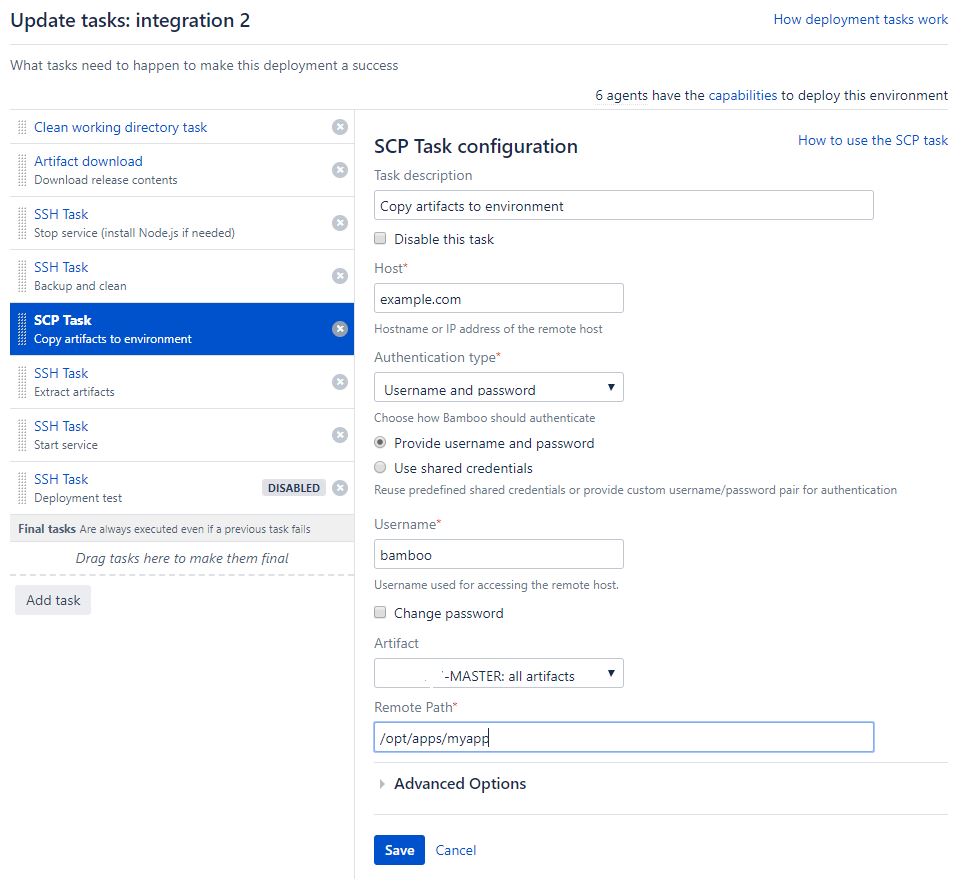 Update tasks: integration 2
How deployment tasks work
What tasks need to happen to make this deployment a success
6 agents have the capabilities to deploy this environment
Clean working directory task
Artifact download
Download release contents
SSH Task
Stop service (install Node.js if needed)
SSH Task
Backup and clean
SCP Task
Copy artifacts to environment
SSH Task
Extract artifacts
SSH Task
Start service
SSH Task
Deployment test
DISABLED
Final tasks Are always executed even if a previous task fails
Drag tasks here to make them final
Add task
SCP Task configuration
How to use the SCP task
Task description
Copy artifacts to environment
Disable this task
Host*
example.com
Hostname or IP address of the remote host
Authentication type*
Username and password
Choose how Bamboo should authenticate
Provide username and password
Use shared credentials
Reuse predefined shared credentials or provide custom username/password pair for authentication
Username*
bamboo
Username used for accessing the remote host.
Change password
Artifact
-MASTER: all artifacts
Remote Path*
/opt/apps/myapp
Advanced Options
Save
Cancel